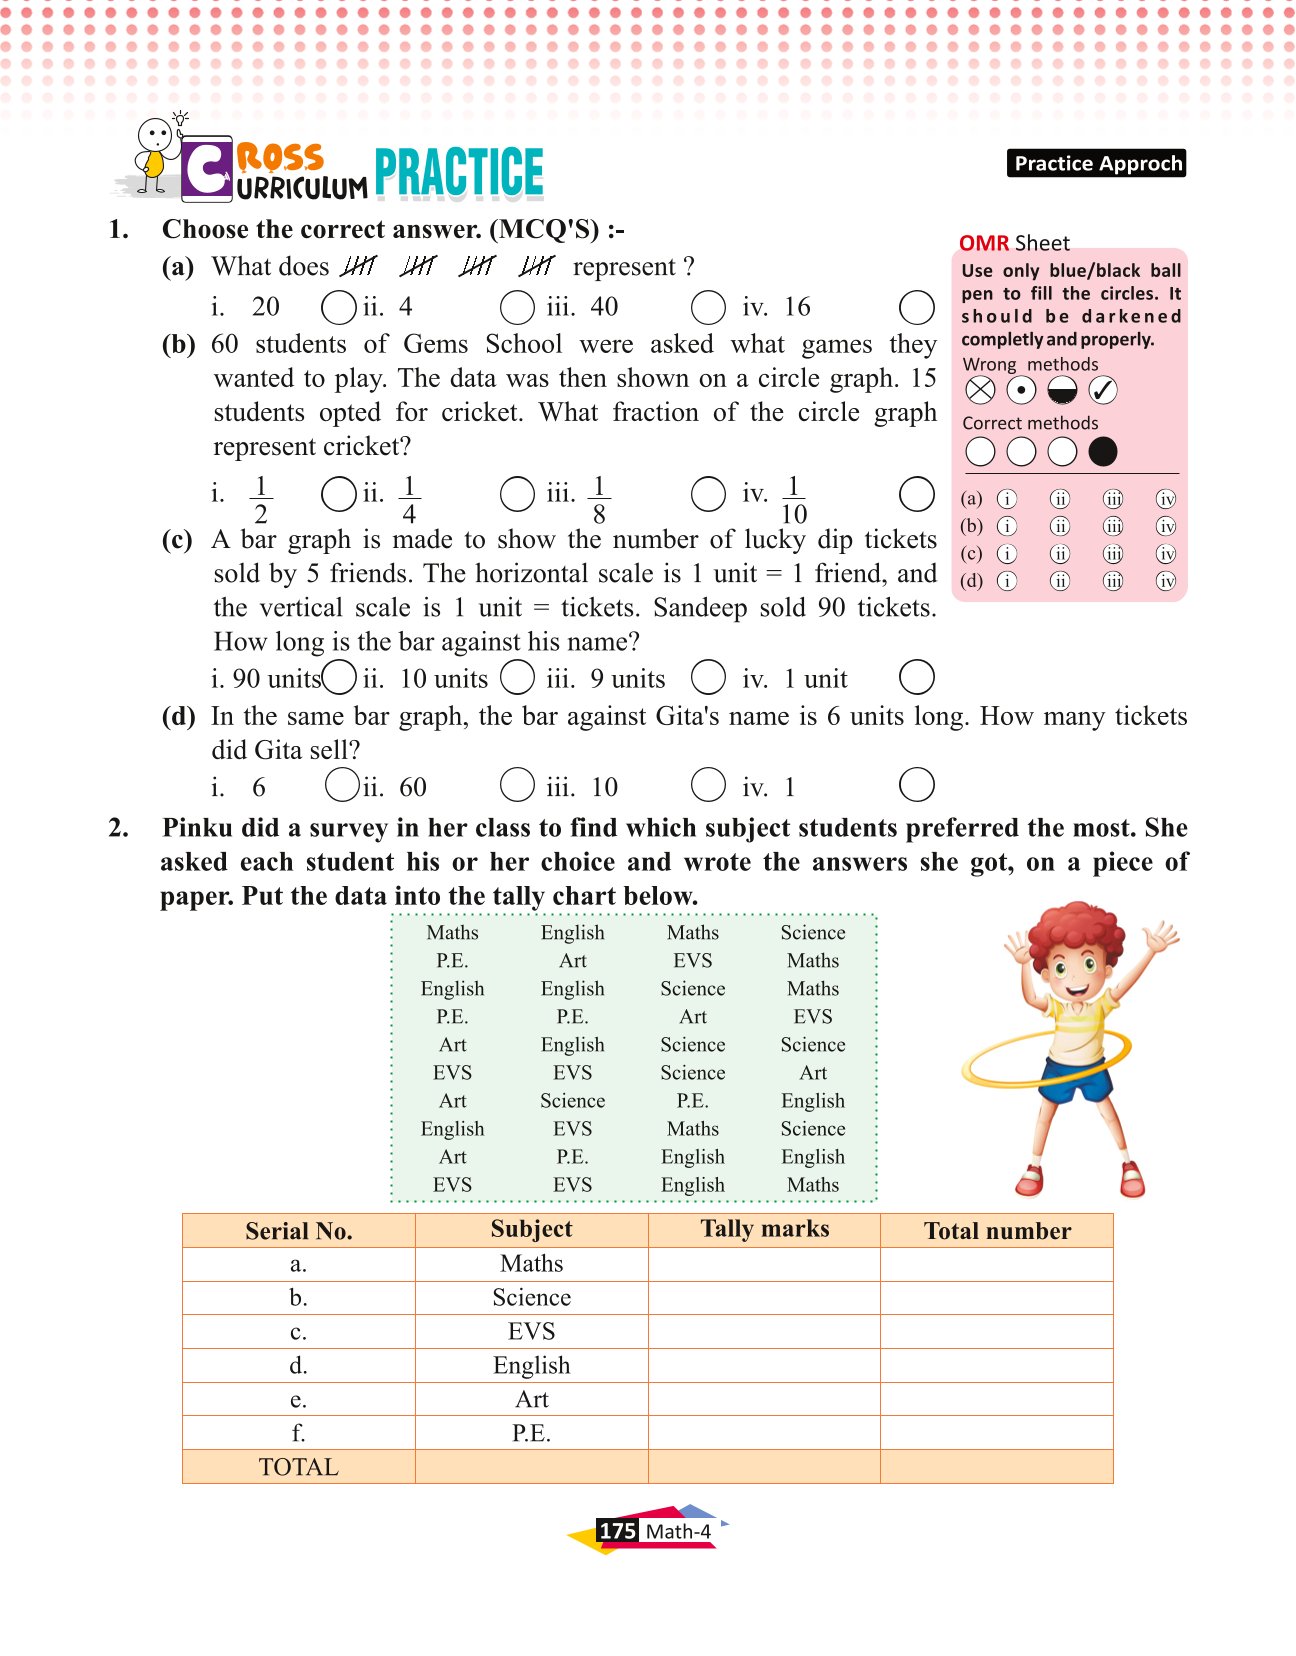 CROSS CURRICULUM PRACTICE
Practice Approch
1. Choose the correct answer. (MCQ'S) :-
(a) What does 𝍸 𝍸 𝍸 𝍸 represent ?
i. 20 ii. 4 iii. 40 iv. 16
(b) 60 students of Gems School were asked what games they
wanted to play. The data was then shown on a circle graph. 15
students opted for cricket. What fraction of the circle graph
represent cricket?
i. 1/2 ii. 1/4 iii. 1/8 iv. 1/10
(c) A bar graph is made to show the number of lucky dip tickets
sold by 5 friends. The horizontal scale is 1 unit = 1 friend, and
the vertical scale is 1 unit = tickets. Sandeep sold 90 tickets.
How long is the bar against his name?
i. 90 units ii. 10 units iii. 9 units iv. 1 unit
(d) In the same bar graph, the bar against Gita's name is 6 units long. How many tickets
did Gita sell?
i. 6 ii. 60 iii. 10 iv. 1
OMR Sheet
Use only blue/black ball
pen to fill the circles. It
should be darkened
completly and properly.
Wrong methods
Correct methods
(a) i ii iii iv
(b) i ii iii iv
(c) i ii iii iv
(d) i ii iii iv
2. Pinku did a survey in her class to find which subject students preferred the most. She
asked each student his or her choice and wrote the answers she got, on a piece of
paper. Put the data into the tally chart below.
Maths English Maths Science
P.E. Art EVS Maths
English English Science Maths
P.E. P.E. Art EVS
Art English Science Science
EVS EVS Science Art
Art Science P.E. English
English EVS Maths Science
Art P.E. English English
EVS EVS English Maths
Serial No. Subject Tally marks Total number
a. Maths
b. Science
c. EVS
d. English
e. Art
f. P.E.
TOTAL
175 Math-4